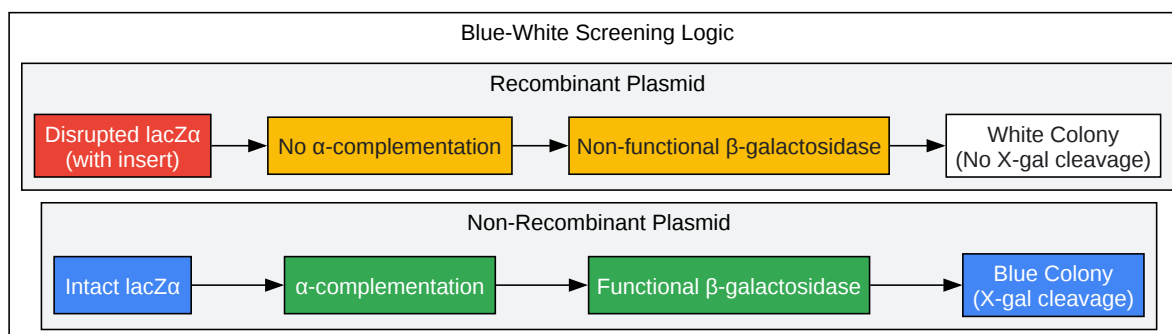 Blue-White Screening Logic
Recombinant Plasmid
Disrupted lacZα
(with insert)
No α-complementation
Non-functional β-galactosidase
White Colony
(No X-gal cleavage)
Non-Recombinant Plasmid
Intact lacZα
α-complementation
Functional β-galactosidase
Blue Colony
(X-gal cleavage)